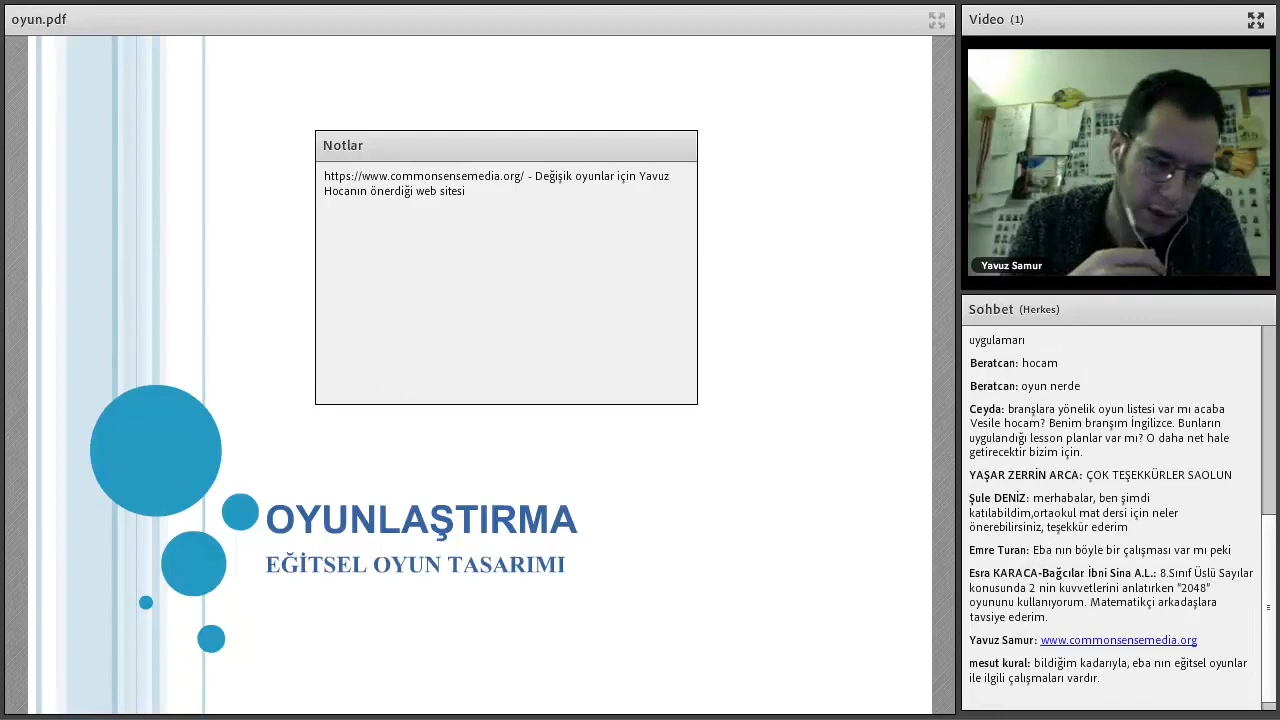 oyun.pdf
Notlar
https://www.commonsensemedia.org/ - Değişik oyunlar için Yavuz
Hocanın önerdiği web sitesi
OYUNLAŞTIRMA
EĞİTSEL OYUN TASARIMI
Video (1)
Yavuz Samur
Sohbet (Herkes)
uygulamarı
Beratcan: hocam
Beratcan: oyun nerde
Ceyda: branşlara yönelik oyun listesi var mı acaba
Vesile hocam? Benim branşım İngilizce. Bunların
uygulandığı lesson planlar var mı? O daha net hale
getirecektir bizim için.
YAŞAR ZERRİN ARCA: ÇOK TEŞEKKÜRLER SAOLUN
Şule DENİZ: merhabalar, ben şimdi
katılabildim,ortaokul mat dersi için neler
önerebilirsiniz, teşekkür ederim
Emre Turan: Eba nın böyle bir çalışması var mı peki
Esra KARACA-Bağcılar İbni Sina A.L.: 8.Sınıf Üslü Sayılar
konusunda 2 nin kuvvetlerini anlatırken "2048"
oyununu kullanıyorum. Matematikçi arkadaşlara
tavsiye ederim.
Yavuz Samur: www.commonsensemedia.org
mesut kural: bildiğim kadarıyla, eba nın eğitsel oyunlar
ile ilgili çalışmaları vardır.